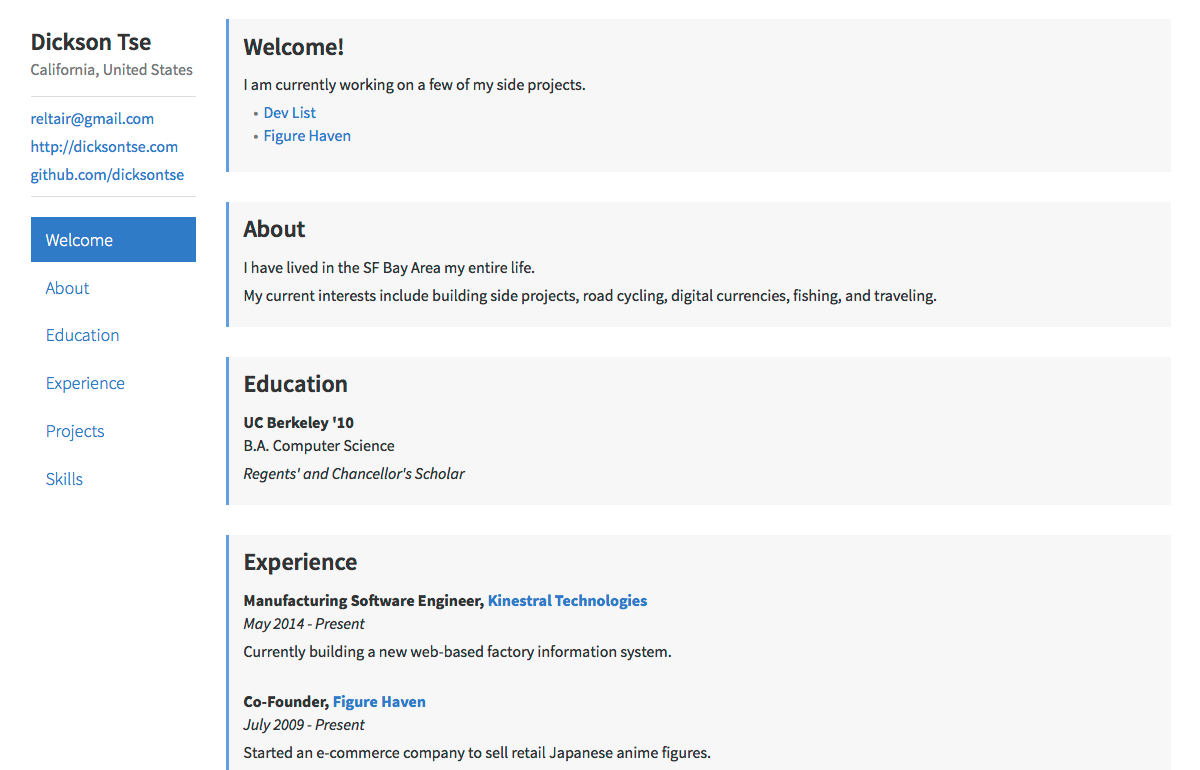 Dickson Tse
California, United States
reltair@gmail.com
http://dicksontse.com
github.com/dicksontse
Welcome
About
Education
Experience
Projects
Skills
Welcome!
I am currently working on a few of my side projects.
• Dev List
• Figure Haven
About
I have lived in the SF Bay Area my entire life.
My current interests include building side projects, road cycling, digital currencies, fishing, and traveling.
Education
UC Berkeley '10
B.A. Computer Science
Regents' and Chancellor's Scholar
Experience
Manufacturing Software Engineer, Kinestral Technologies
May 2014 - Present
Currently building a new web-based factory information system.
Co-Founder, Figure Haven
July 2009 - Present
Started an e-commerce company to sell retail Japanese anime figures.